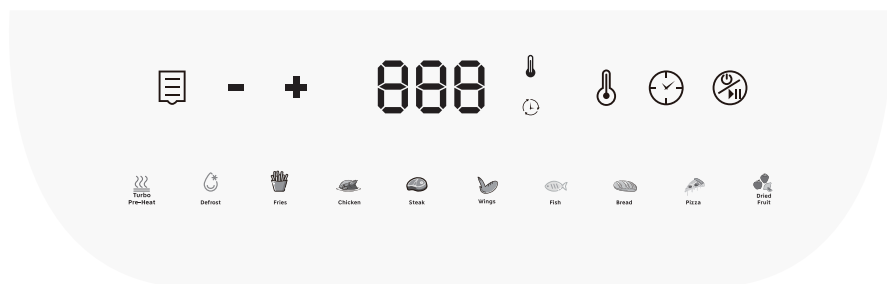 - +
888
Turbo
Pre-Heat
Defrost
Fries
Chicken
Steak
Wings
Fish
Bread
Pizza
Dried
Fruit